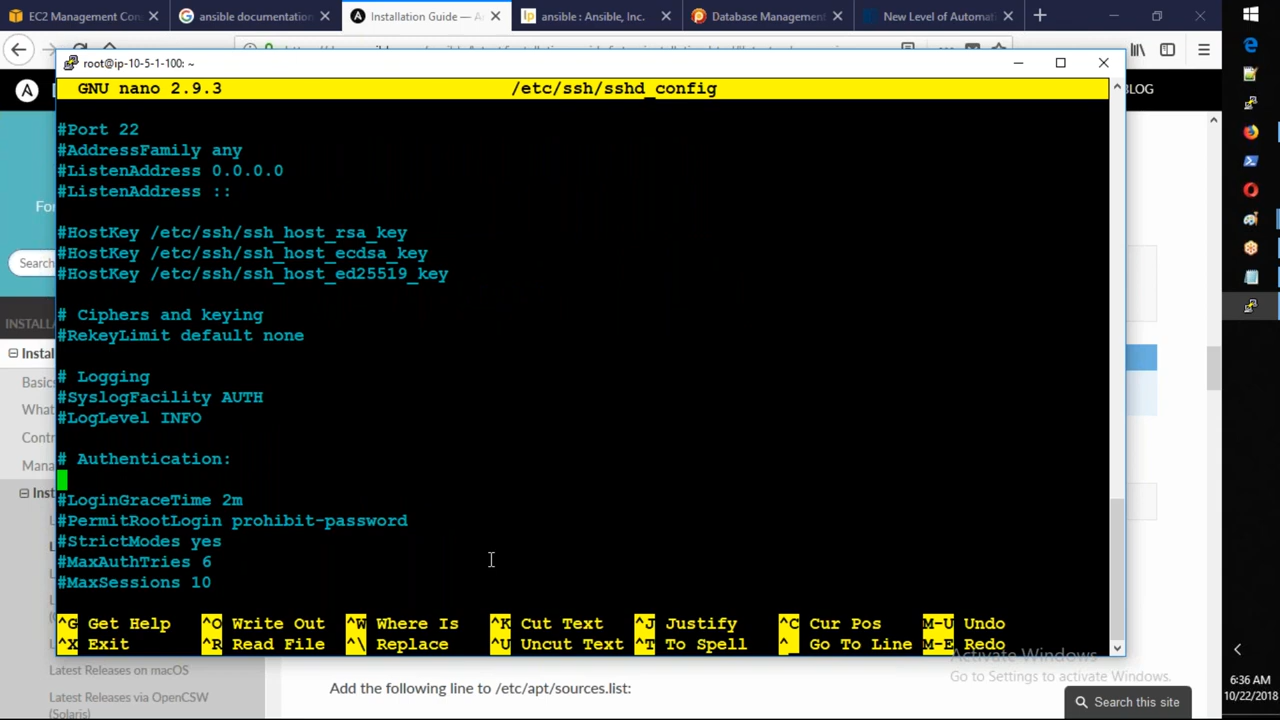 EC2 Management Con
ansible documentation
Installation Guide —
ansible : Ansible, Inc.
Database Management
New Level of Automat
root@ip-10-5-1-100: ~
GNU nano 2.9.3
/etc/ssh/sshd_config
BLOG
#Port 22
#AddressFamily any
#ListenAddress 0.0.0.0
#ListenAddress ::
#HostKey /etc/ssh/ssh_host_rsa_key
#HostKey /etc/ssh/ssh_host_ecdsa_key
#HostKey /etc/ssh/ssh_host_ed25519_key
# Ciphers and keying
#RekeyLimit default none
# Logging
#SyslogFacility AUTH
#LogLevel INFO
# Authentication:
#LoginGraceTime 2m
#PermitRootLogin prohibit-password
#StrictModes yes
#MaxAuthTries 6
#MaxSessions 10
^G Get Help ^O Write Out ^W Where Is ^K Cut Text ^J Justify ^C Cur Pos M-U Undo
^X Exit ^R Read File ^\ Replace ^U Uncut Text ^T To Spell ^_ Go To Line M-E Redo
For
Search
INSTALLA
Instal
Basics
What
Contr
Mana
Inst
Latest Releases on macOS
Latest Releases via OpenCSW
(Solaris)
Add the following line to /etc/apt/sources.list:
Activate Windows
Go to Settings to activate Windows.
Search this site
6:36 AM
10/22/2018